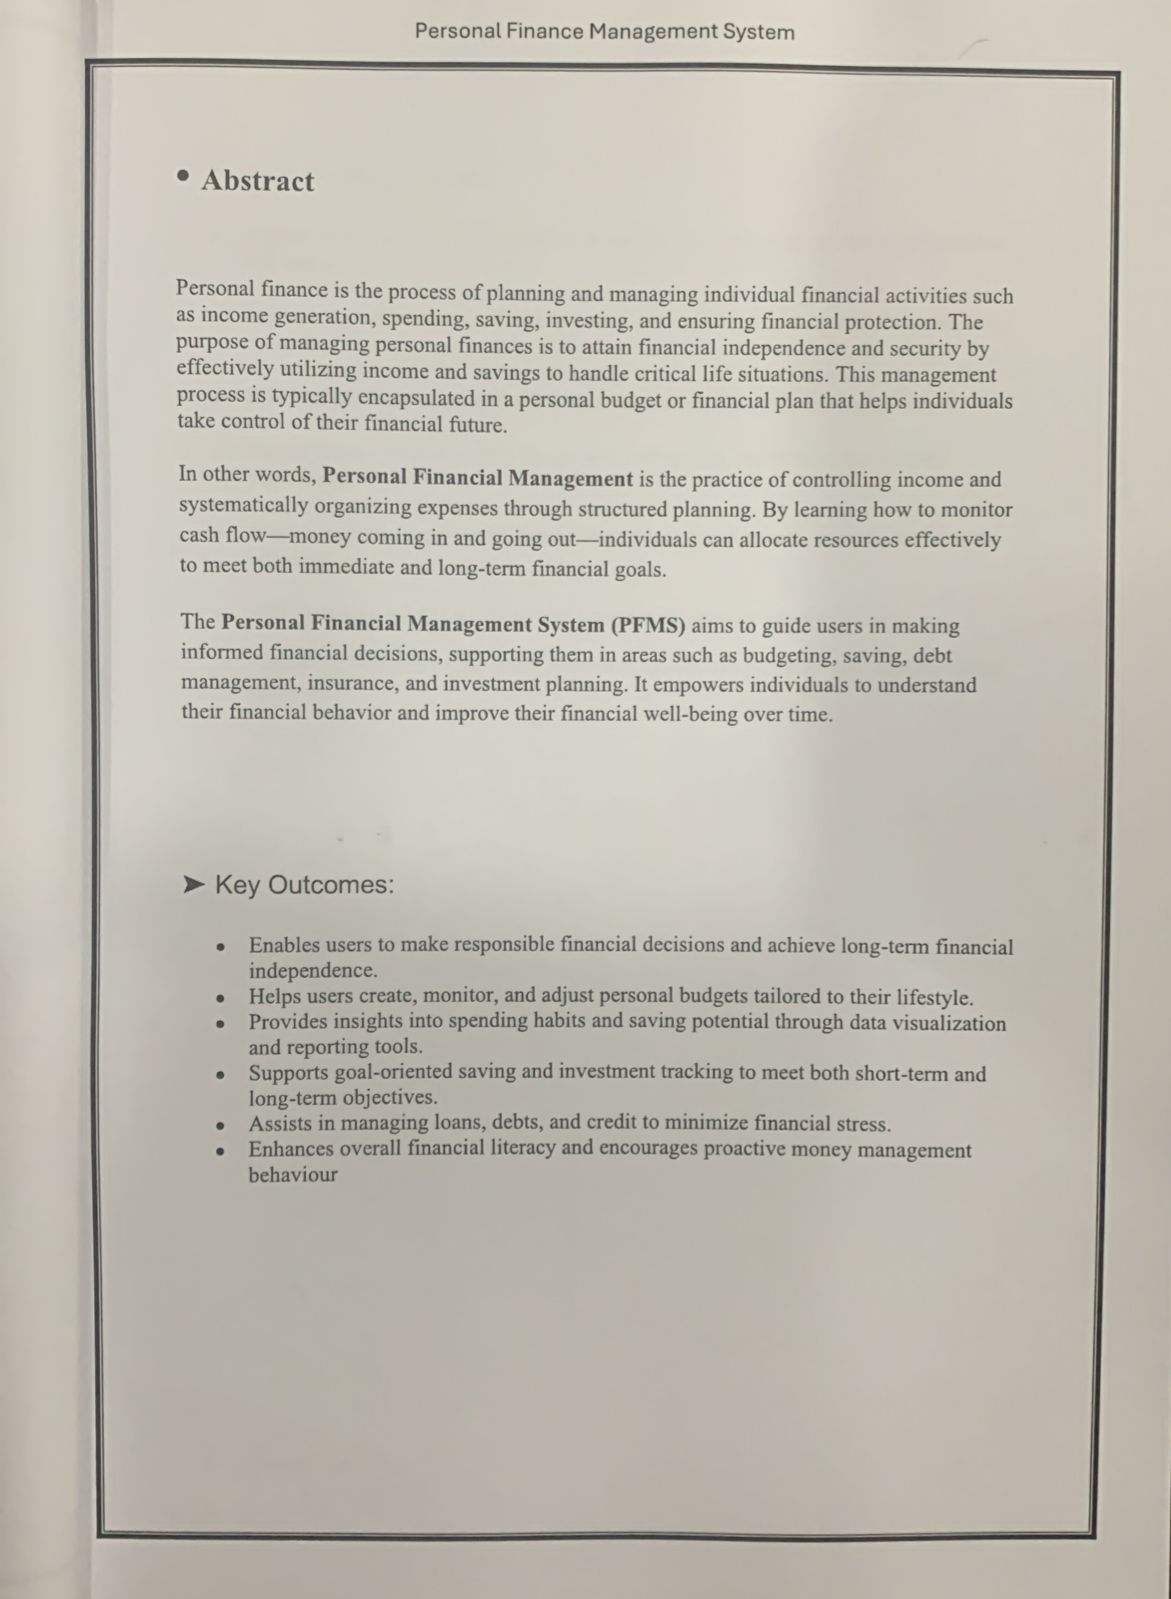 Personal Finance Management System
• Abstract
Personal finance is the process of planning and managing individual financial activities such
as income generation, spending, saving, investing, and ensuring financial protection. The
purpose of managing personal finances is to attain financial independence and security by
effectively utilizing income and savings to handle critical life situations. This management
process is typically encapsulated in a personal budget or financial plan that helps individuals
take control of their financial future.
In other words, Personal Financial Management is the practice of controlling income and
systematically organizing expenses through structured planning. By learning how to monitor
cash flow—money coming in and going out—individuals can allocate resources effectively
to meet both immediate and long-term financial goals.
The Personal Financial Management System (PFMS) aims to guide users in making
informed financial decisions, supporting them in areas such as budgeting, saving, debt
management, insurance, and investment planning. It empowers individuals to understand
their financial behavior and improve their financial well-being over time.
➤ Key Outcomes:
• Enables users to make responsible financial decisions and achieve long-term financial
independence.
• Helps users create, monitor, and adjust personal budgets tailored to their lifestyle.
• Provides insights into spending habits and saving potential through data visualization
and reporting tools.
• Supports goal-oriented saving and investment tracking to meet both short-term and
long-term objectives.
• Assists in managing loans, debts, and credit to minimize financial stress.
• Enhances overall financial literacy and encourages proactive money management
behaviour